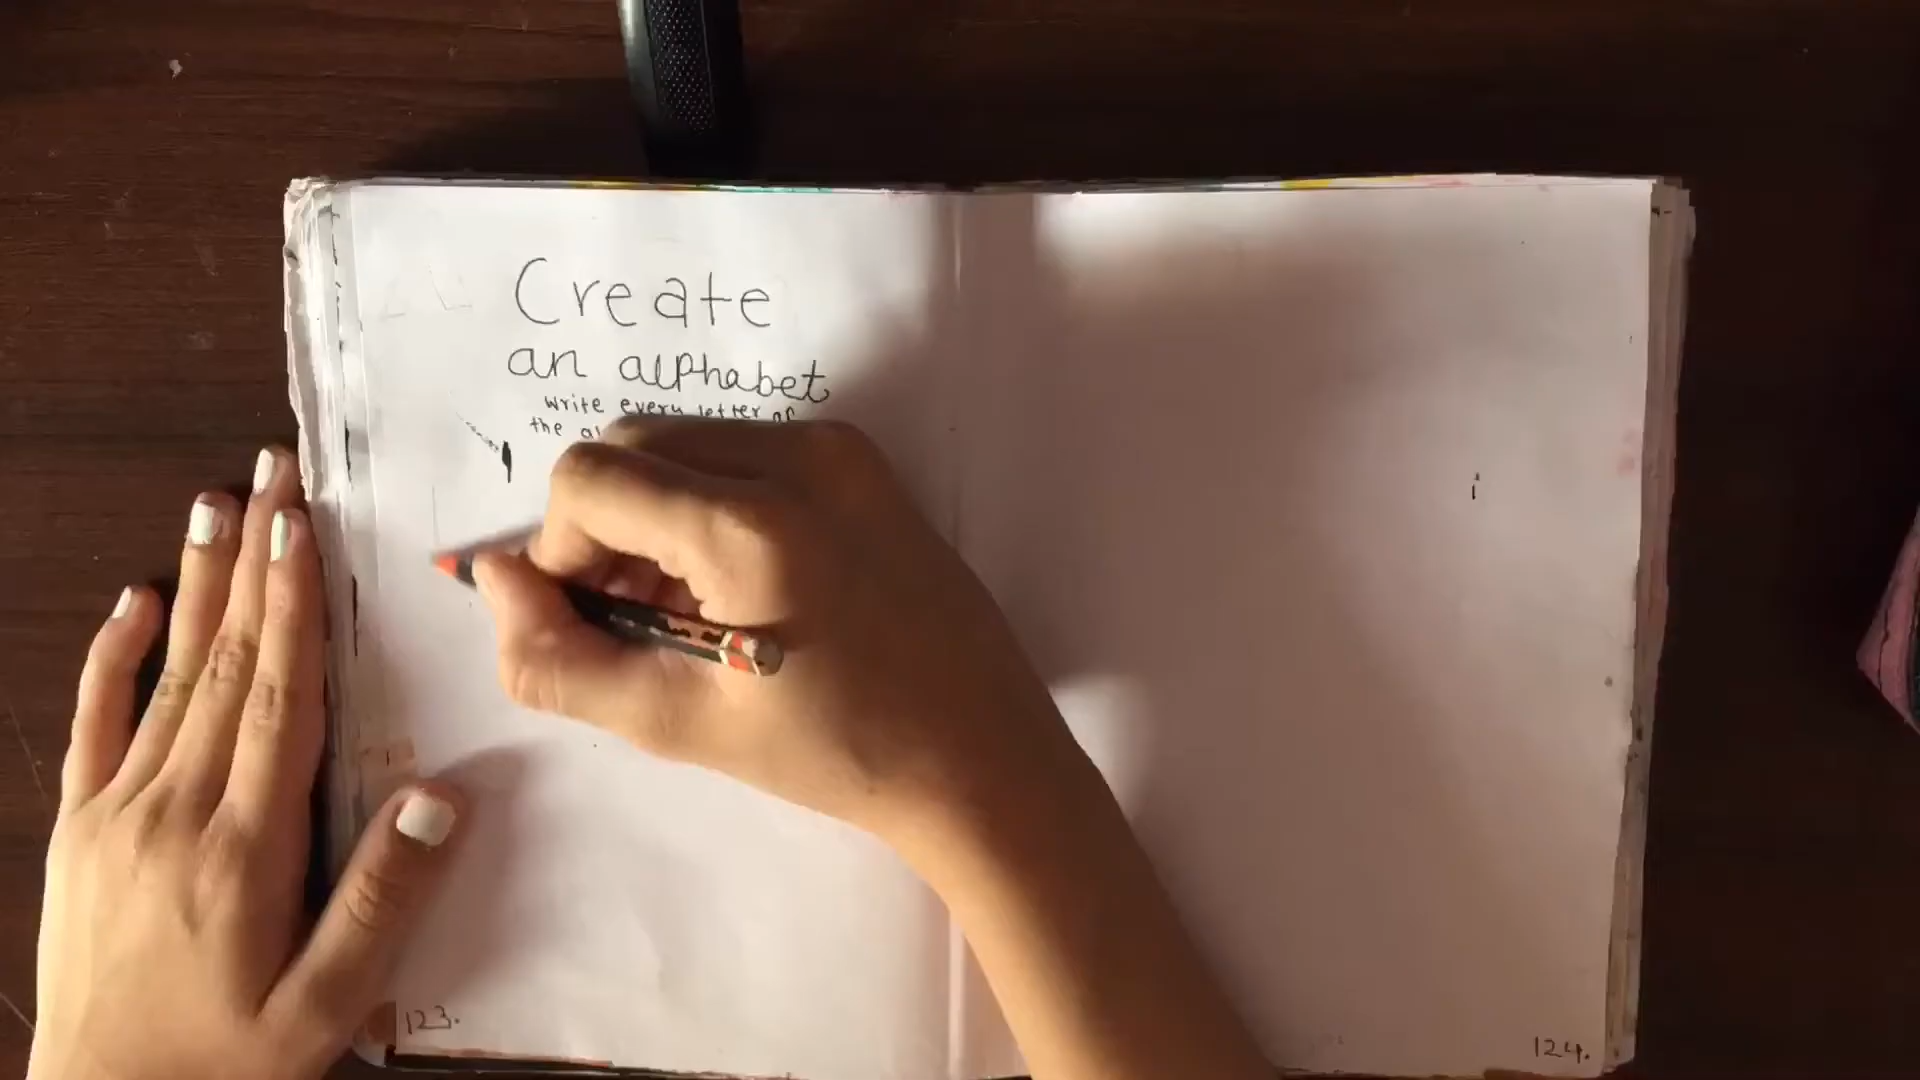 Create
an alphabet
write every letter of
the
i
123.
124.